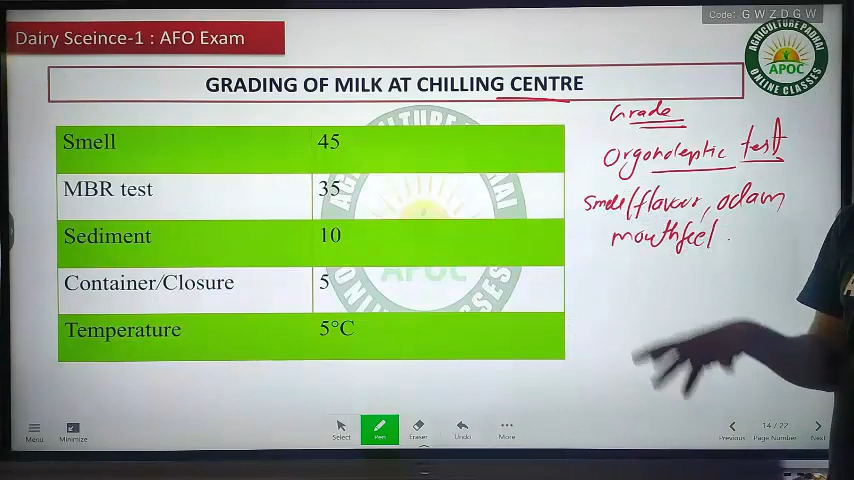 Code: G W Z D G W
Dairy Sceince-1 : AFO Exam
AGRICULTURE PADHAI
APOC
ONLINE CLASSES
GRADING OF MILK AT CHILLING CENTRE
Grade
Orgonoleptic test
Smell/flavour, odam
mouthfeel.
Smell 45
MBR test 35
Sediment 10
Container/Closure 5
Temperature 5°C
Menu
Minimize
Select
Pen
Eraser
Undo
More
Previous
14 / 22
Page Number
Next